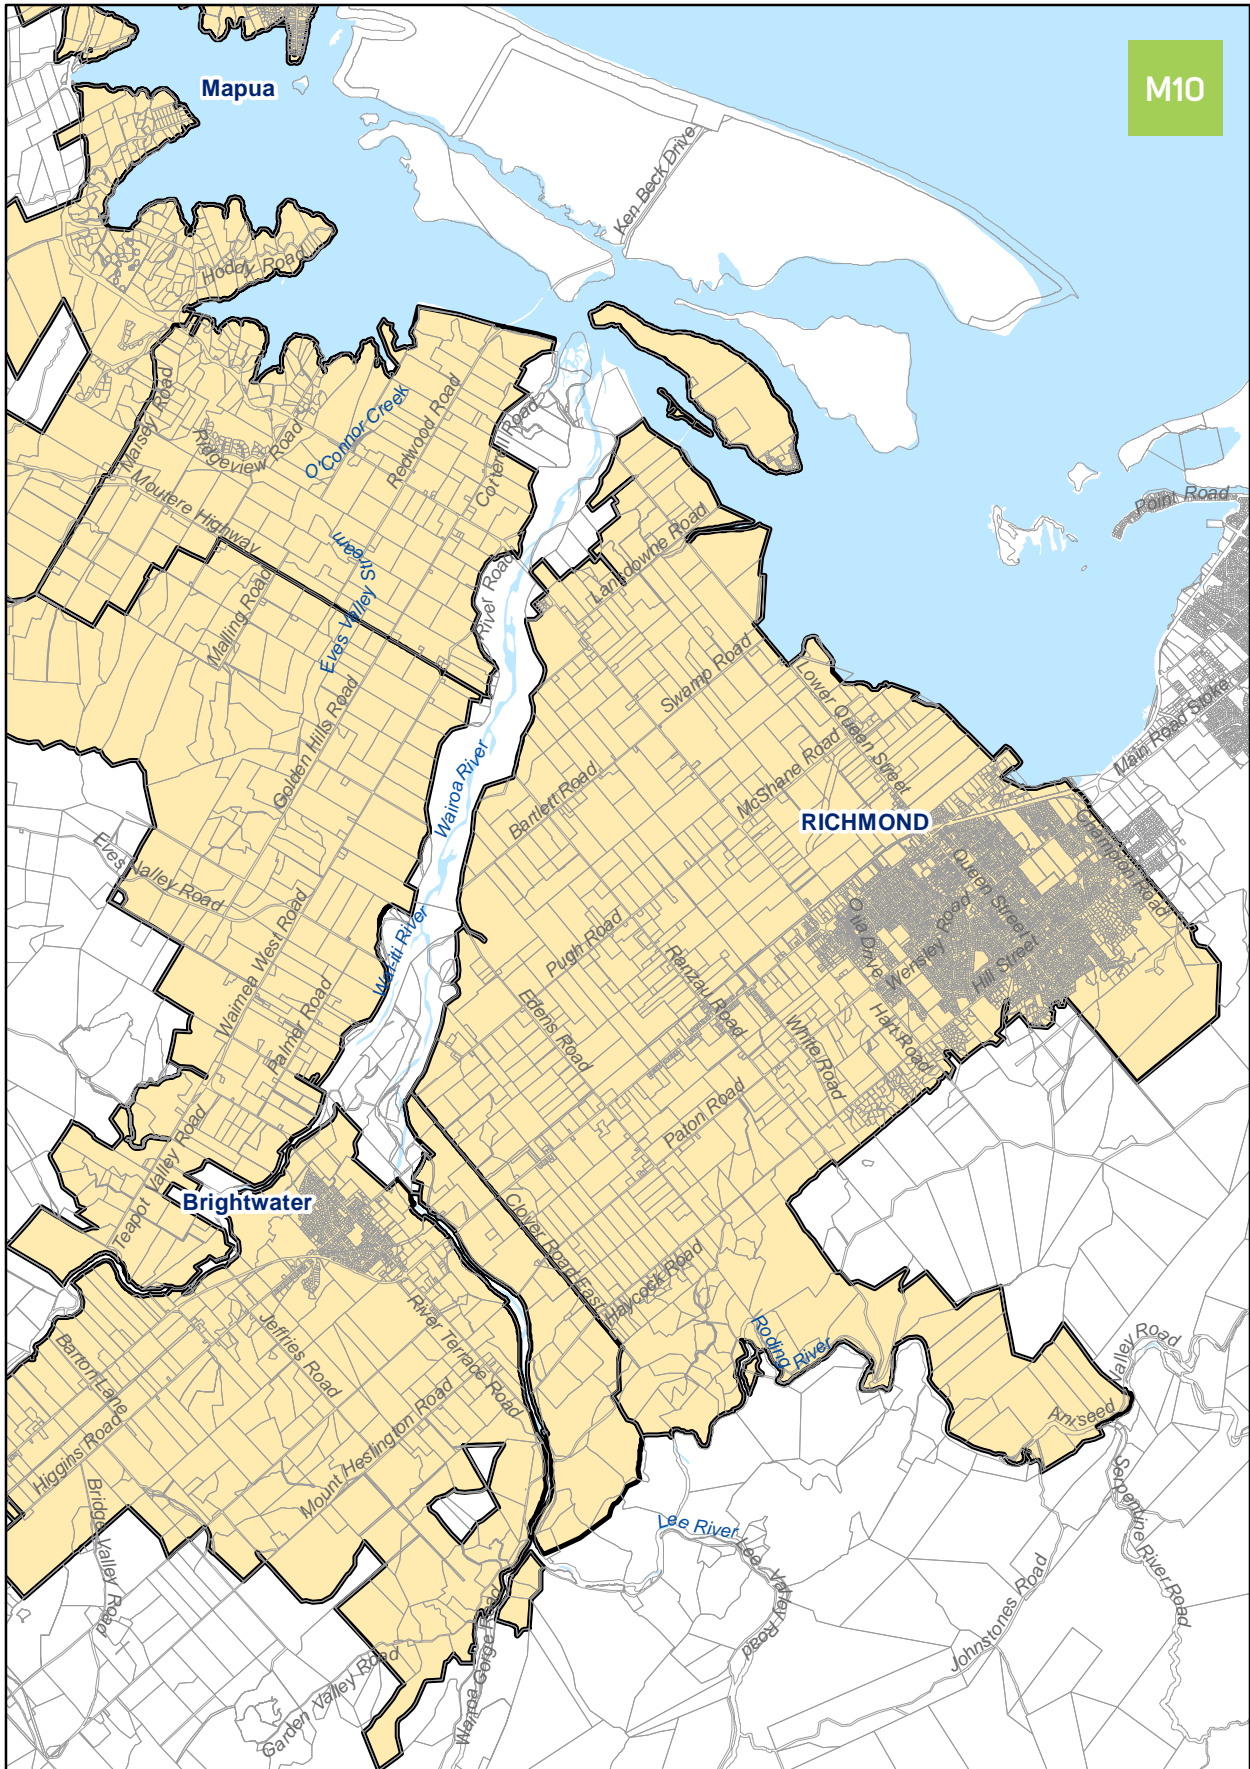 M10
Mapua
Ken Beck Drive
Hoddy Road
Maisey Road
Ridgeview Road
O'Connor Creek
Redwood Road
Cotterell Road
Moutere Highway
Point Road
Lansdowne Road
Eves Valley Stream
River Road
Malling Road
Swamp Road
Lower Queen Street
Main Road Stoke
Golden Hills Road
Wairoa River
McShane Road
Bartlett Road
RICHMOND
Champion Road
Eves Valley Road
Queen Street
Olivia Drive
Wensley Road
Hill Street
Waimea West Road
Wai-iti River
Pugh Road
Ranzau Road
Edens Road
Palmer Road
White Road
Hart Road
Paton Road
Teapot Valley Road
Brightwater
Clover Road East
Haycock Road
Roding River
Valley Road
Aniseed
Jeffries Road
River Terrace Road
Barton Lane
Higgins Road
Mount Heslington Road
Bridge Valley Road
Serpentine River Road
Lee River
Lee Valley Road
Johnstones Road
Garden Valley Road
Wairoa Gorge Road